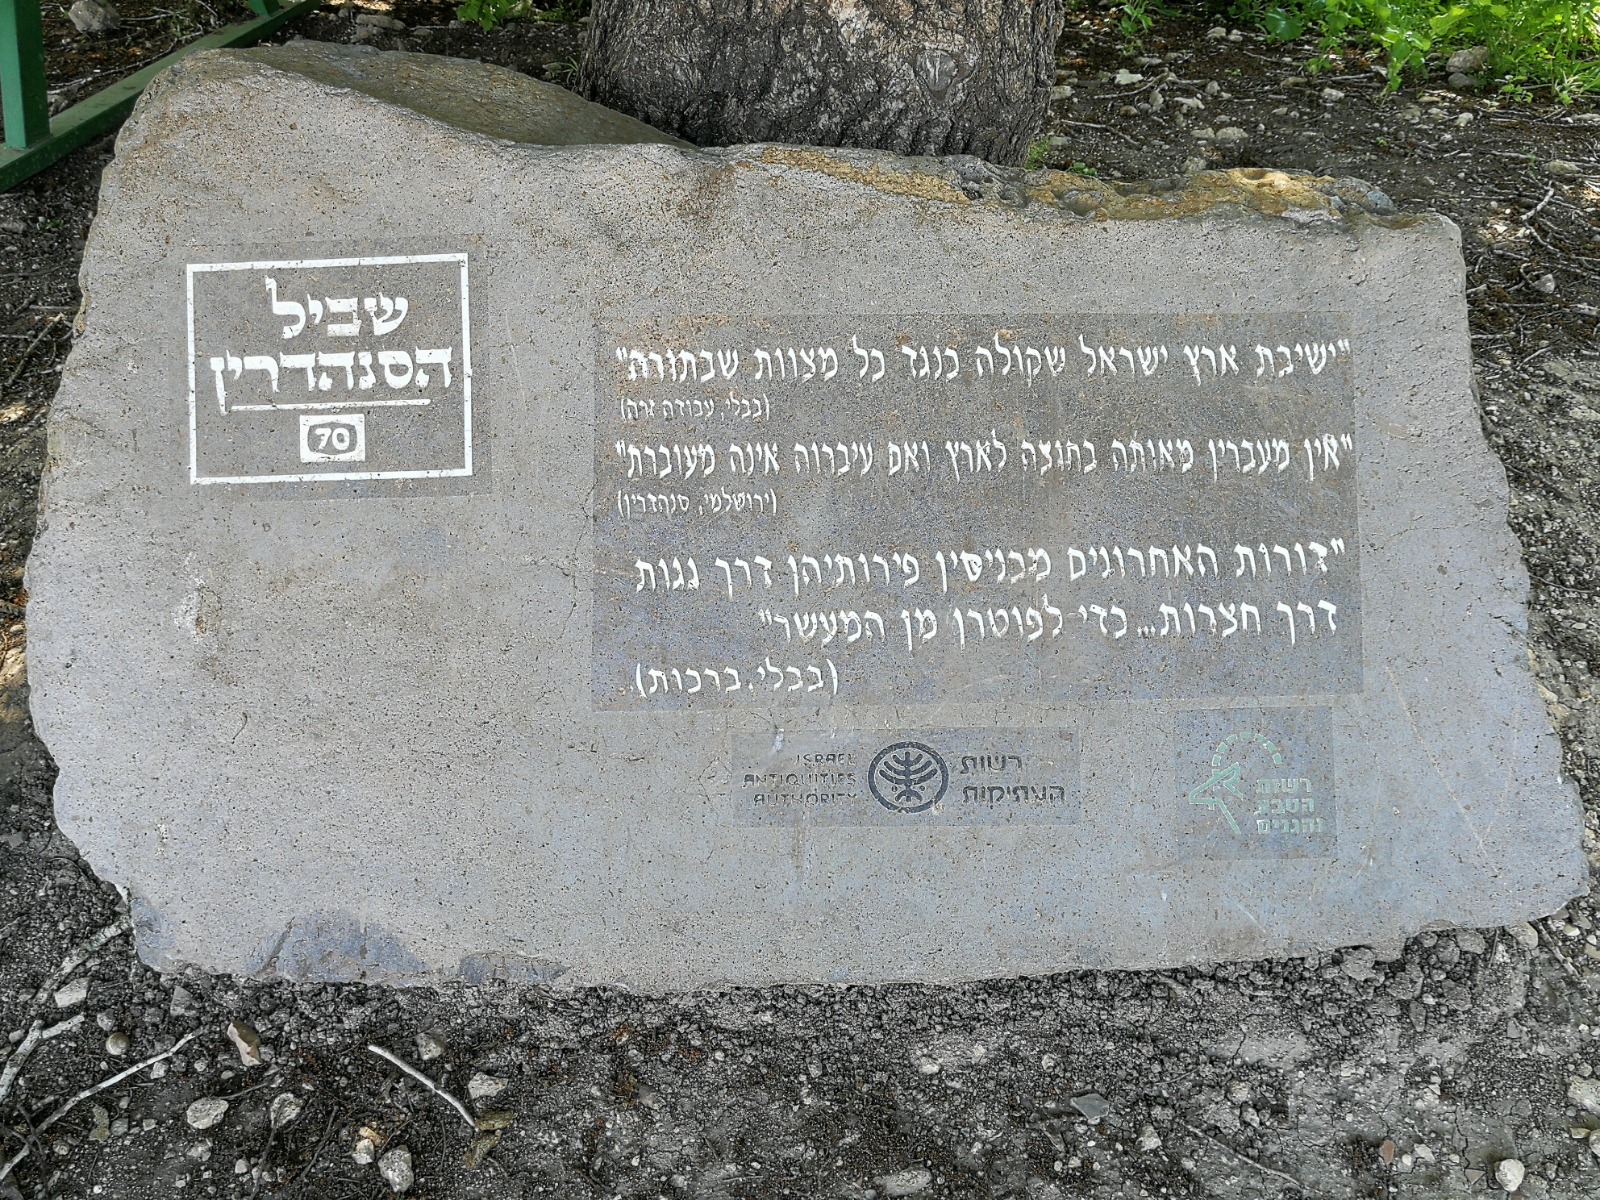 שביל
הסנהדרין
70
"ישיבת ארץ ישראל שקולה כנגד כל מצוות שבתורה"
(בבלי, עבודה זרה)
"אין מעברין מאותה בחוצה לארץ ואם עיברוה אינה מעוברת"
(ירושלמי, סנהדרין)
"דורות האחרונים מכניסין פירותיהן דרך גגות
דרך חצרות... כדי לפוטרן מן המעשר"
(בבלי, ברכות)
ISRAEL
ANTIQUITIES
AUTHORITY
רשות
העתיקות
רשות
הטבע
והגנים